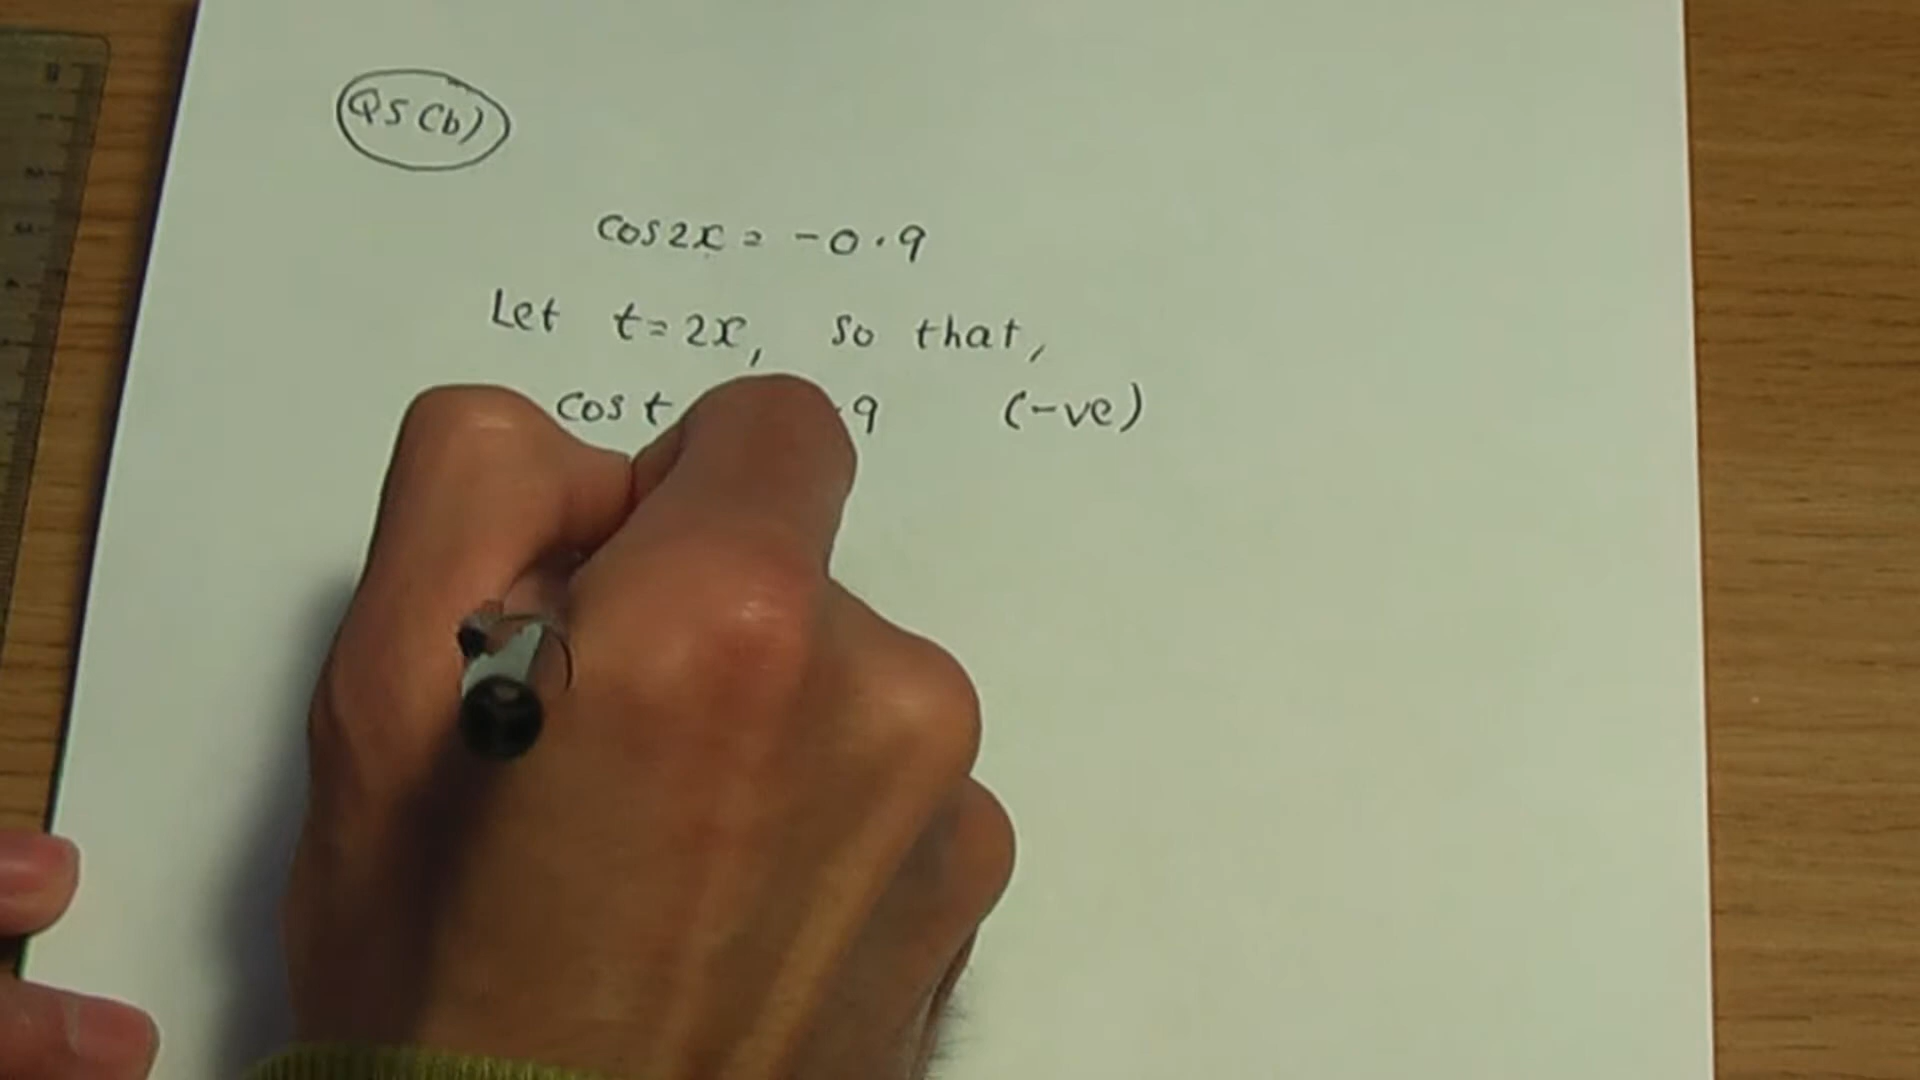 Q5 (b)
cos2x = -0.9
Let t=2x, so that,
cos t .9 (-ve)